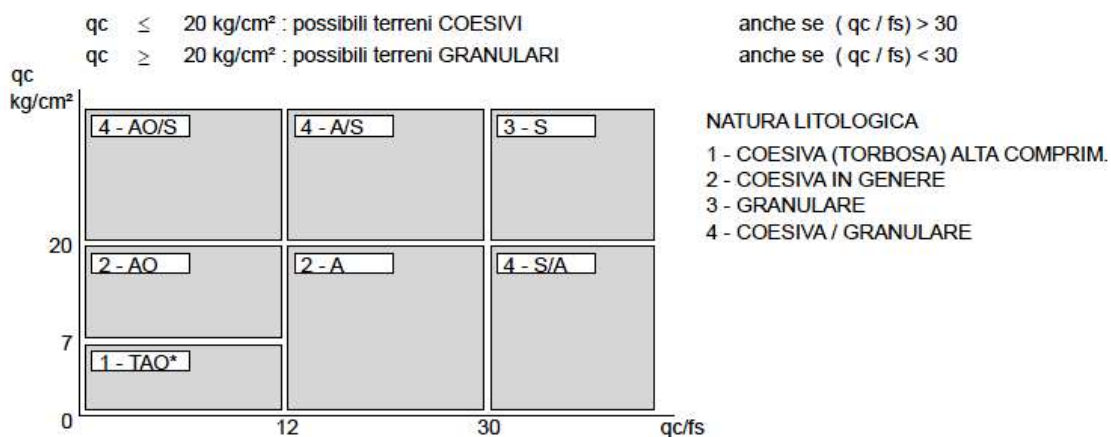 qc ≤ 20 kg/cm² : possibili terreni COESIVI anche se ( qc / fs) > 30
qc ≥ 20 kg/cm² : possibili terreni GRANULARI anche se ( qc / fs) < 30
qc
kg/cm²
4 - AO/S 4 - A/S 3 - S
NATURA LITOLOGICA
1 - COESIVA (TORBOSA) ALTA COMPRIM.
2 - COESIVA IN GENERE
3 - GRANULARE
4 - COESIVA / GRANULARE
20
2 - AO 2 - A 4 - S/A
7
1 - TAO*
0 12 30 qc/fs